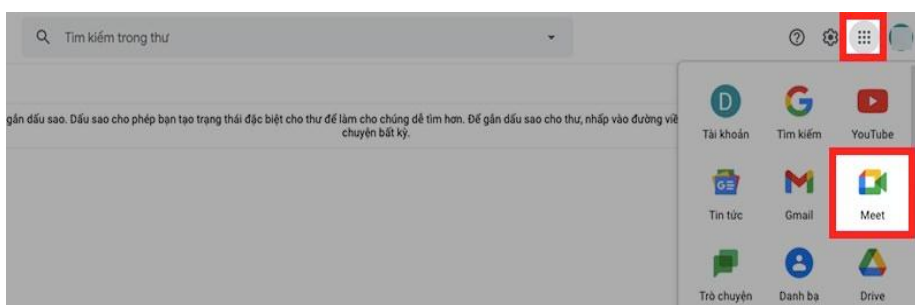 Tìm kiếm trong thư
gắn dấu sao. Dấu sao cho phép bạn tạo trạng thái đặc biệt cho thư để làm cho chúng dễ tìm hơn. Để gắn dấu sao cho thư, nhấp vào đường viề
chuyện bất kỳ.
D
Tài khoản Tìm kiếm YouTube
GE
Tin tức Gmail Meet
Trò chuyện Danh bạ Drive